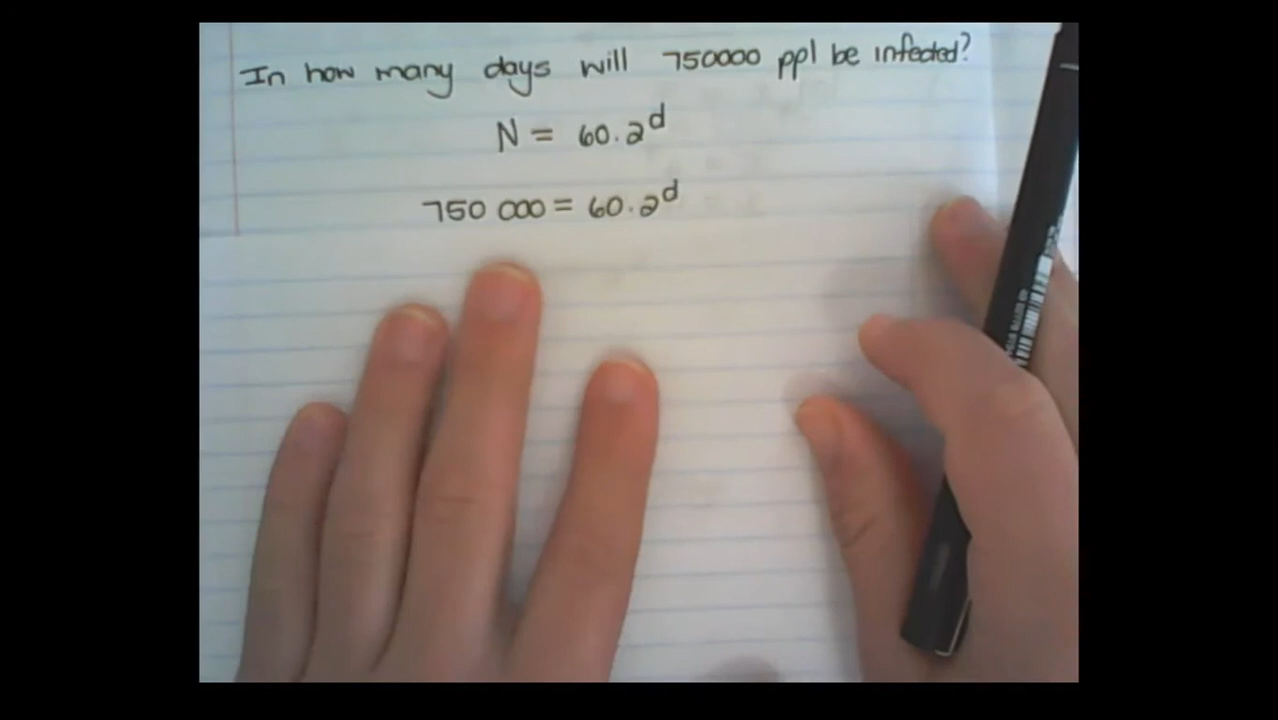 In how many days will 750000 ppl be infected?
N = 60.2^d
750 000 = 60.2^d